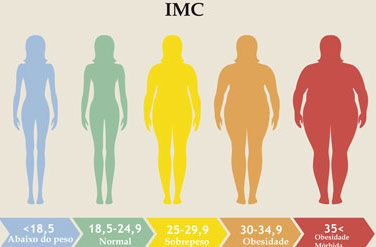 IMC
<18,5
Abaixo do peso
18,5-24,9
Normal
25-29,9
Sobrepeso
30-34,9
Obesidade
35<
Obesidade
Mórbida